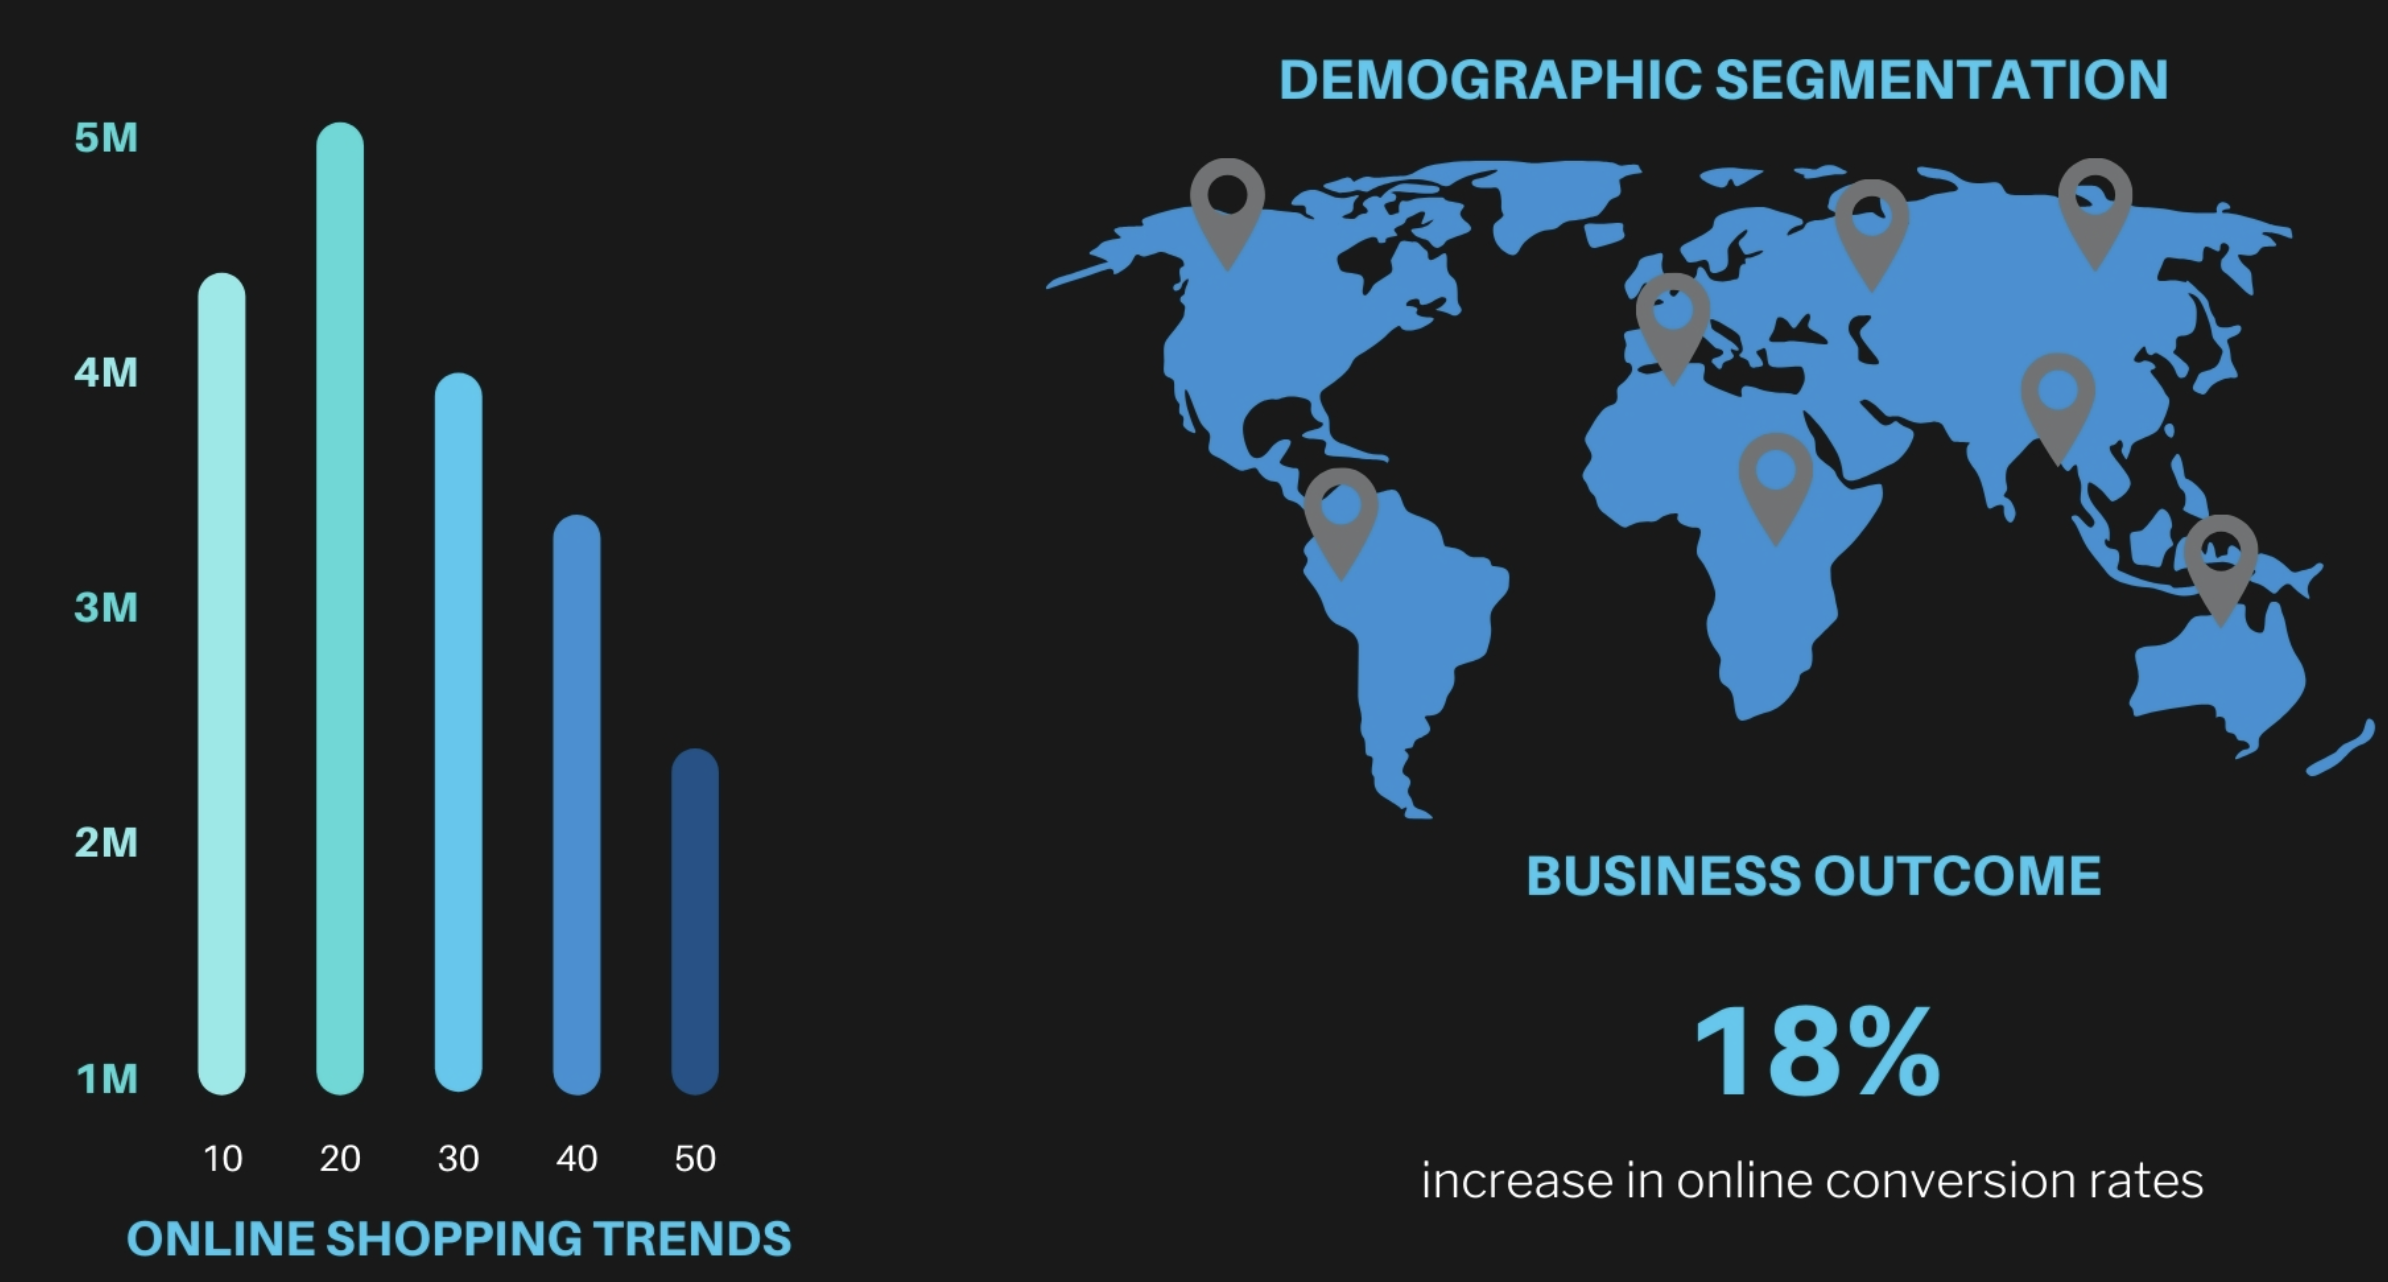 5M
4M
3M
2M
1M
10 20 30 40 50
ONLINE SHOPPING TRENDS
DEMOGRAPHIC SEGMENTATION
BUSINESS OUTCOME
18%
increase in online conversion rates